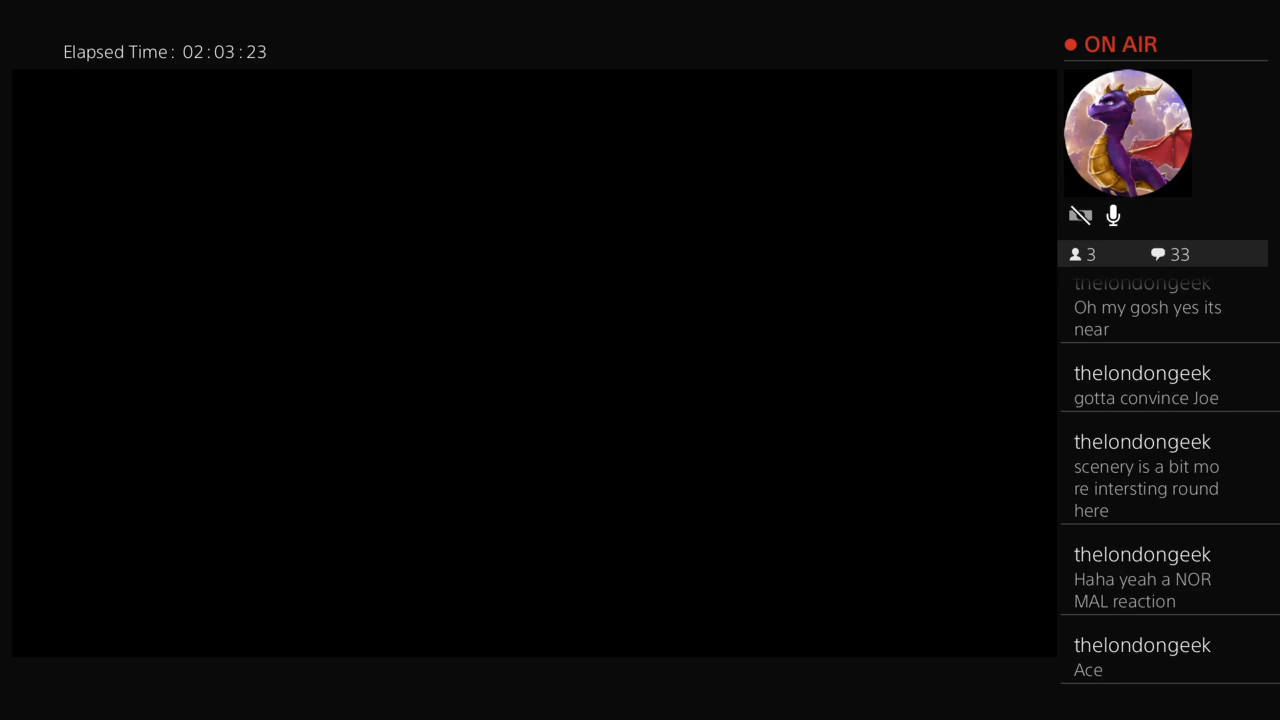 Elapsed Time: 02:03:23
ON AIR
3 33
thelondongeek
Oh my gosh yes its
near
thelondongeek
gotta convince Joe
thelondongeek
scenery is a bit mo
re intersting round
here
thelondongeek
Haha yeah a NOR
MAL reaction
thelondongeek
Ace